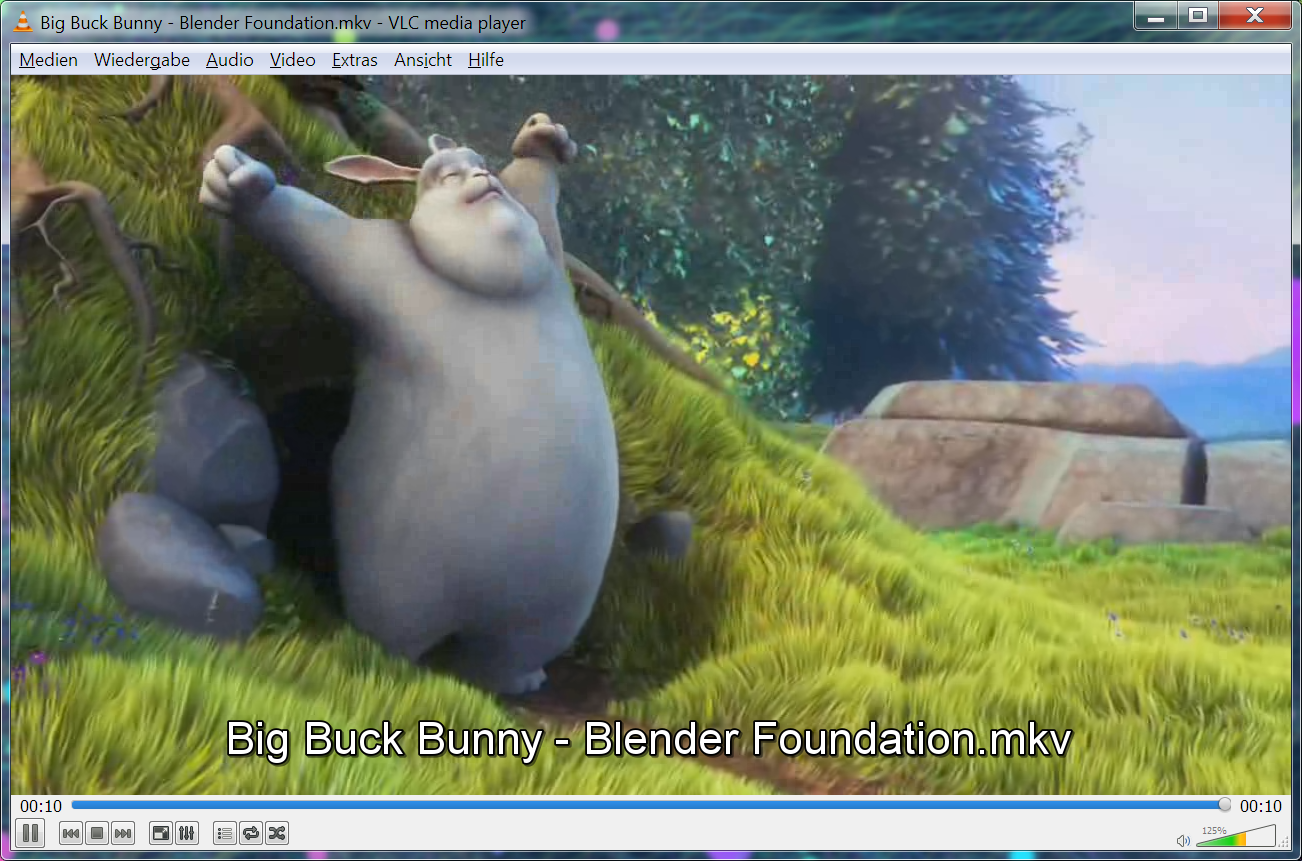 Big Buck Bunny - Blender Foundation.mkv - VLC media player
Medien Wiedergabe Audio Video Extras Ansicht Hilfe
Big Buck Bunny - Blender Foundation.mkv
00:10 00:10
125%